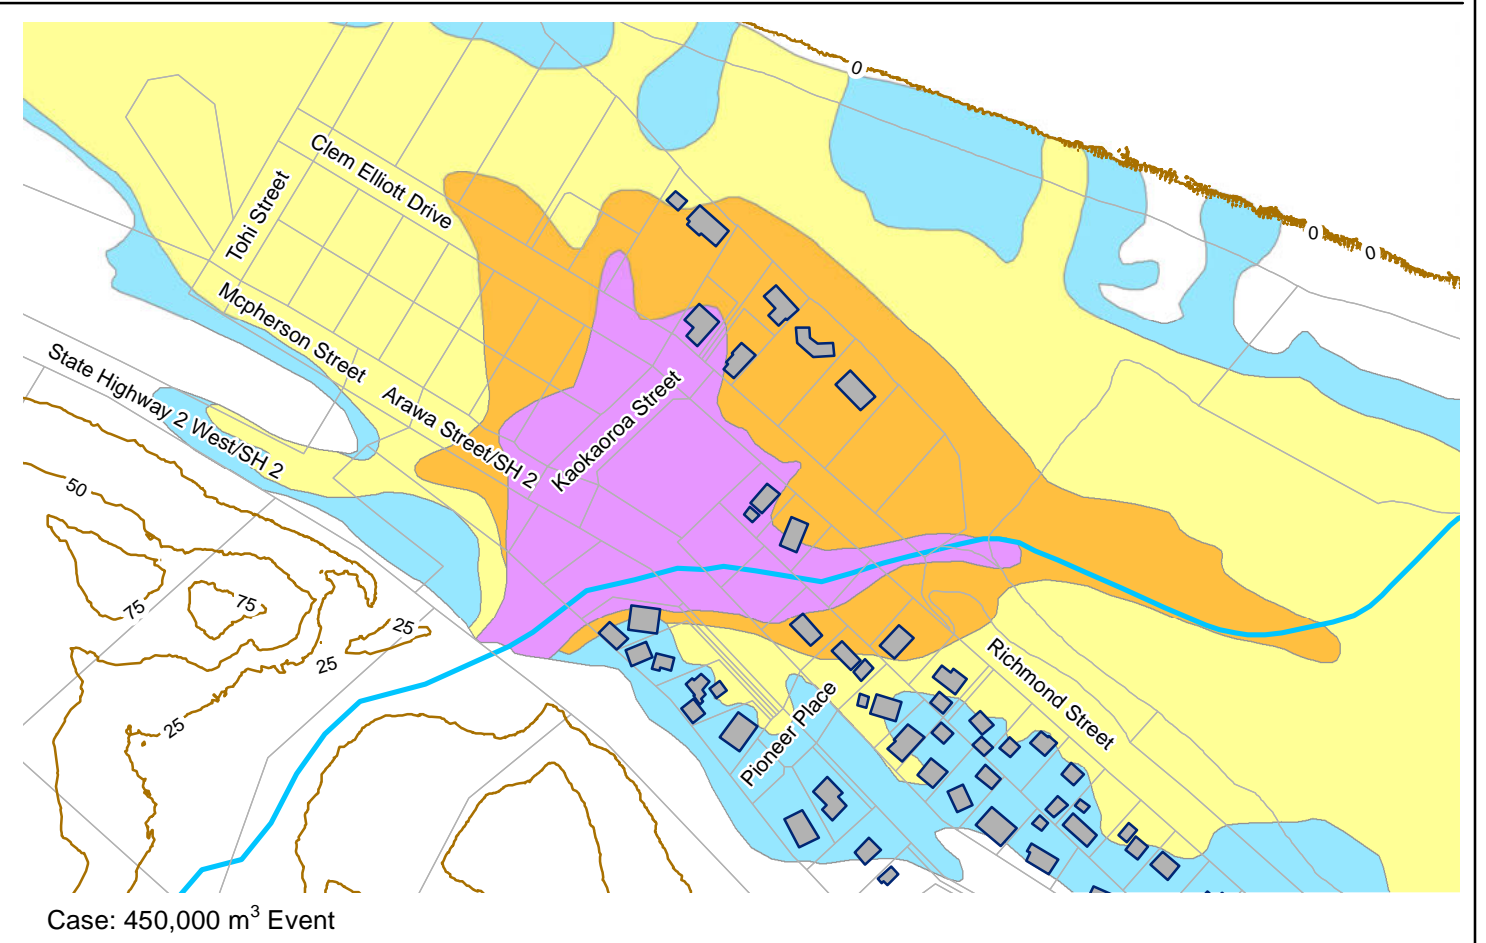 0
0
0
Clem Elliott Drive
Tohi Street
Mcpherson Street
State Highway 2 West/SH 2
Arawa Street/SH 2
Kaokaoroa Street
50
75
75
25
25
25
Richmond Street
Pioneer Place
Case: 450,000 m³ Event